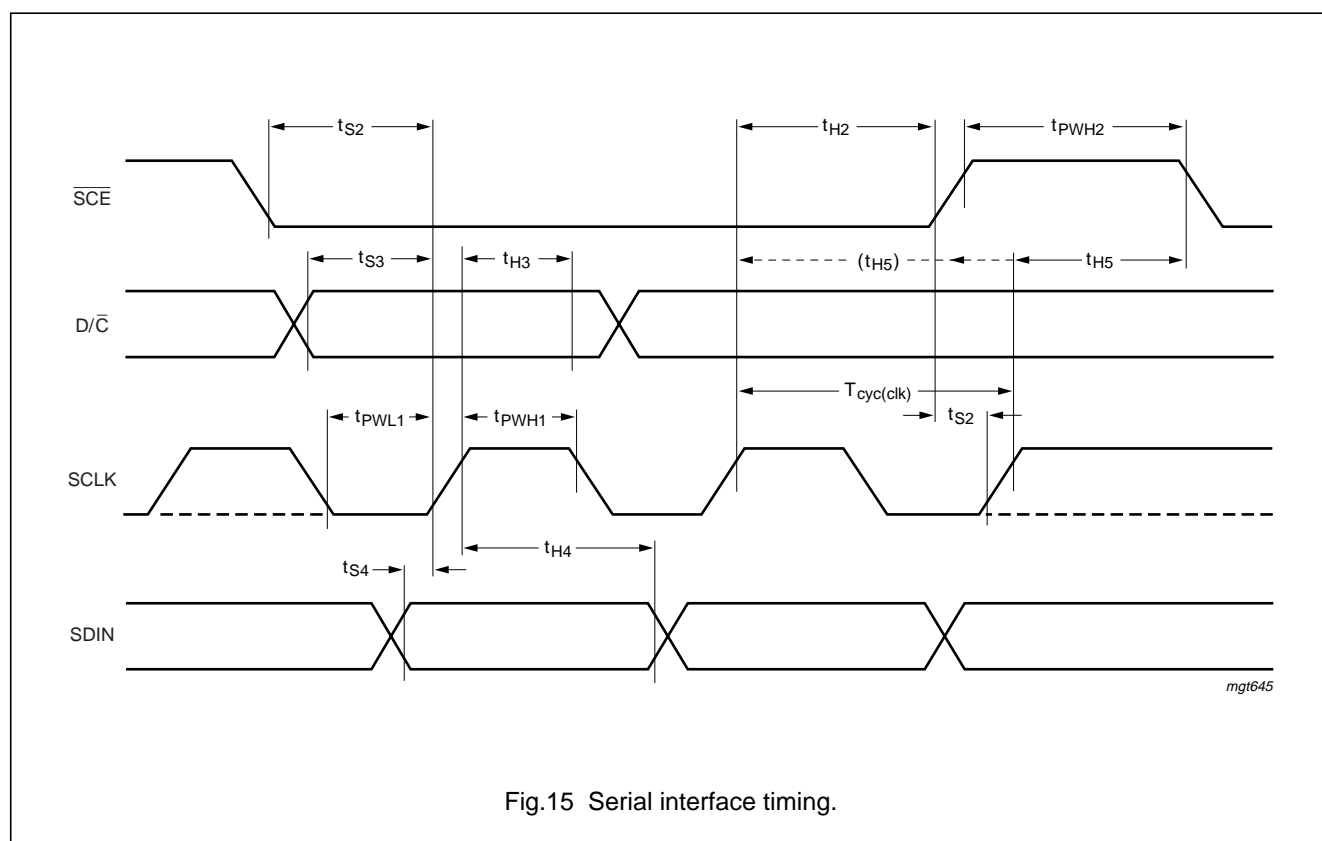 tS2 tH2 tPWH2
SCE
tS3 tH3 (tH5) tH5
D/C
Tcyc(clk)
tPWL1 tPWH1 tS2
SCLK
tH4
tS4
SDIN
mgt645
Fig.15 Serial interface timing.